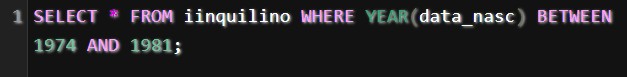 1 SELECT * FROM iinquilino WHERE YEAR(data_nasc) BETWEEN
1974 AND 1981;